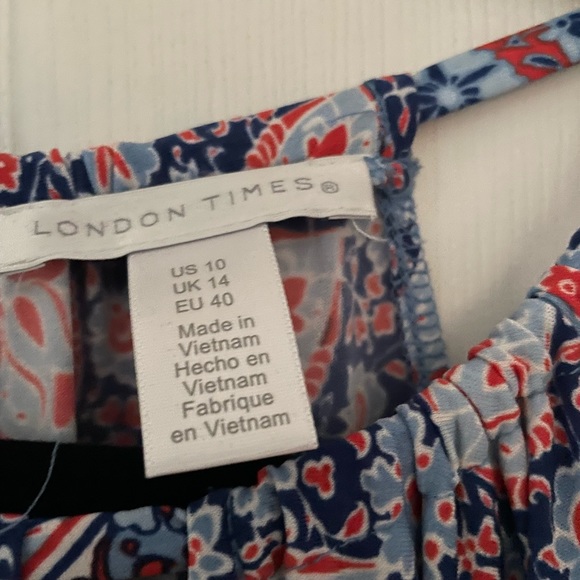 LONDON TIMES®
US 10
UK 14
EU 40
Made in
Vietnam
Hecho en
Vietnam
Fabrique
en Vietnam